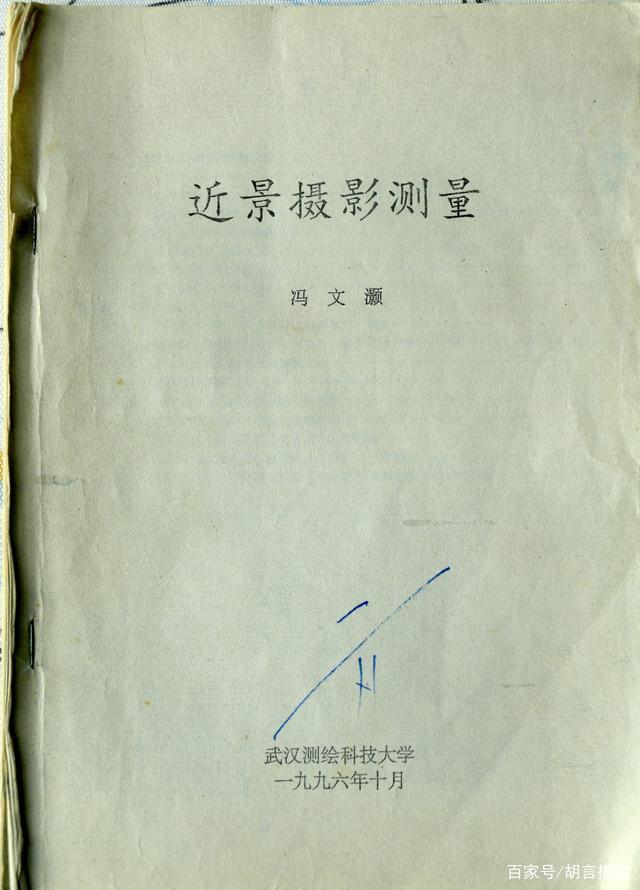 近景摄影测量
冯文灏
武汉测绘科技大学
一九九六年十月
百家号/胡言